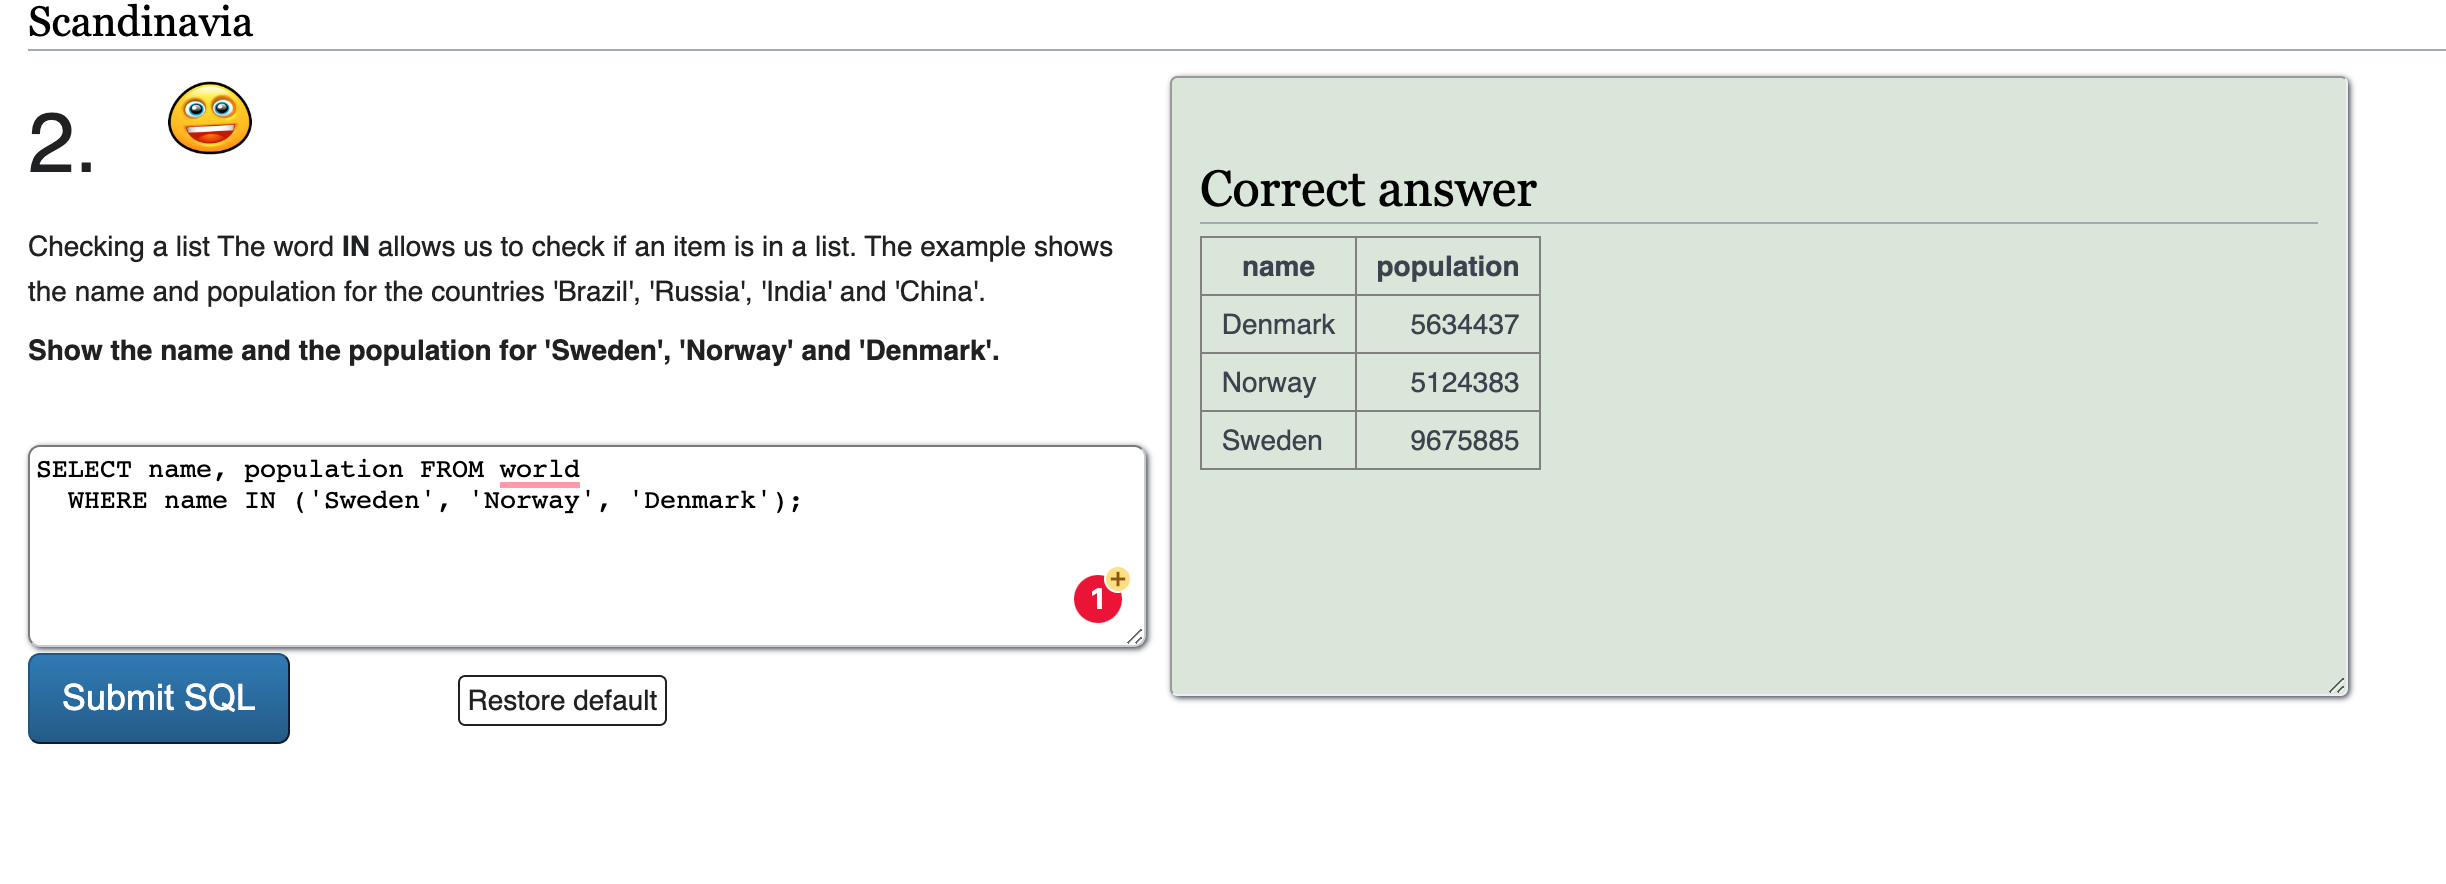 Scandinavia
2.
Checking a list The word IN allows us to check if an item is in a list. The example shows
the name and population for the countries 'Brazil', 'Russia', 'India' and 'China'.
Show the name and the population for 'Sweden', 'Norway' and 'Denmark'.
SELECT name, population FROM world
  WHERE name IN ('Sweden', 'Norway', 'Denmark');
1
+
Submit SQL
Restore default
Correct answer
name population
Denmark 5634437
Norway 5124383
Sweden 9675885